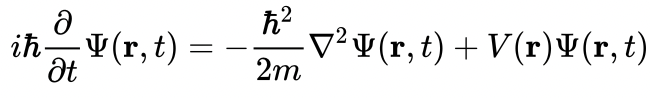 iℏ ∂/∂t Ψ(𝐫, t) = −ℏ²/2m ∇²Ψ(𝐫, t) + V(𝐫)Ψ(𝐫, t)